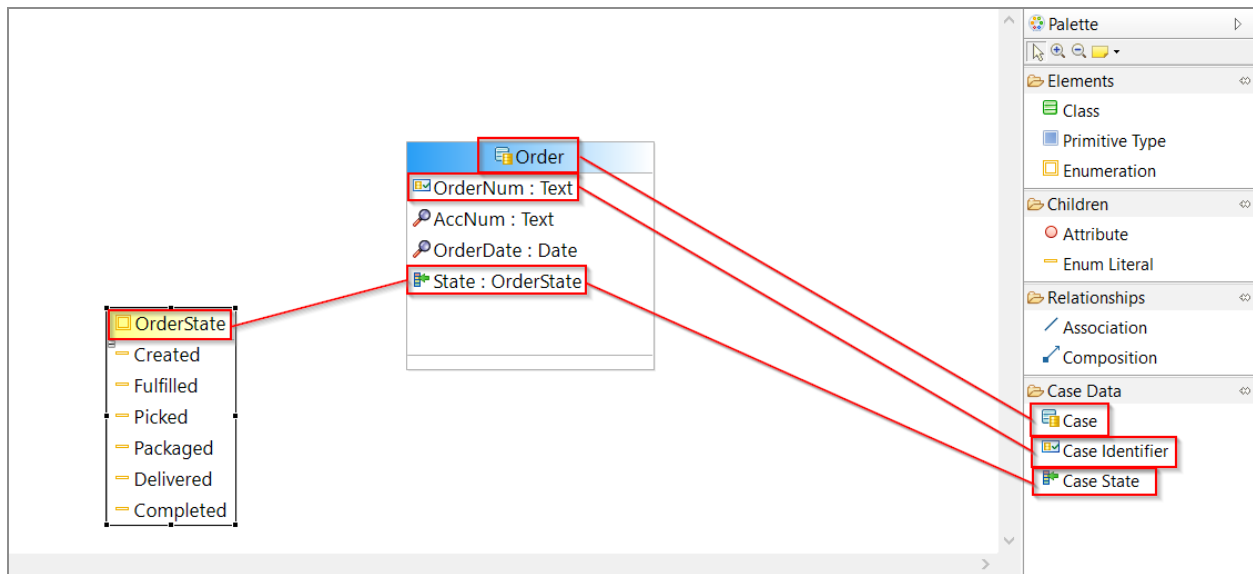 Palette
Elements
Class
Primitive Type
Enumeration
Children
Attribute
Enum Literal
Relationships
Association
Composition
Case Data
Case
Case Identifier
Case State
Order
OrderNum : Text
AccNum : Text
OrderDate : Date
State : OrderState
OrderState
Created
Fulfilled
Picked
Packaged
Delivered
Completed